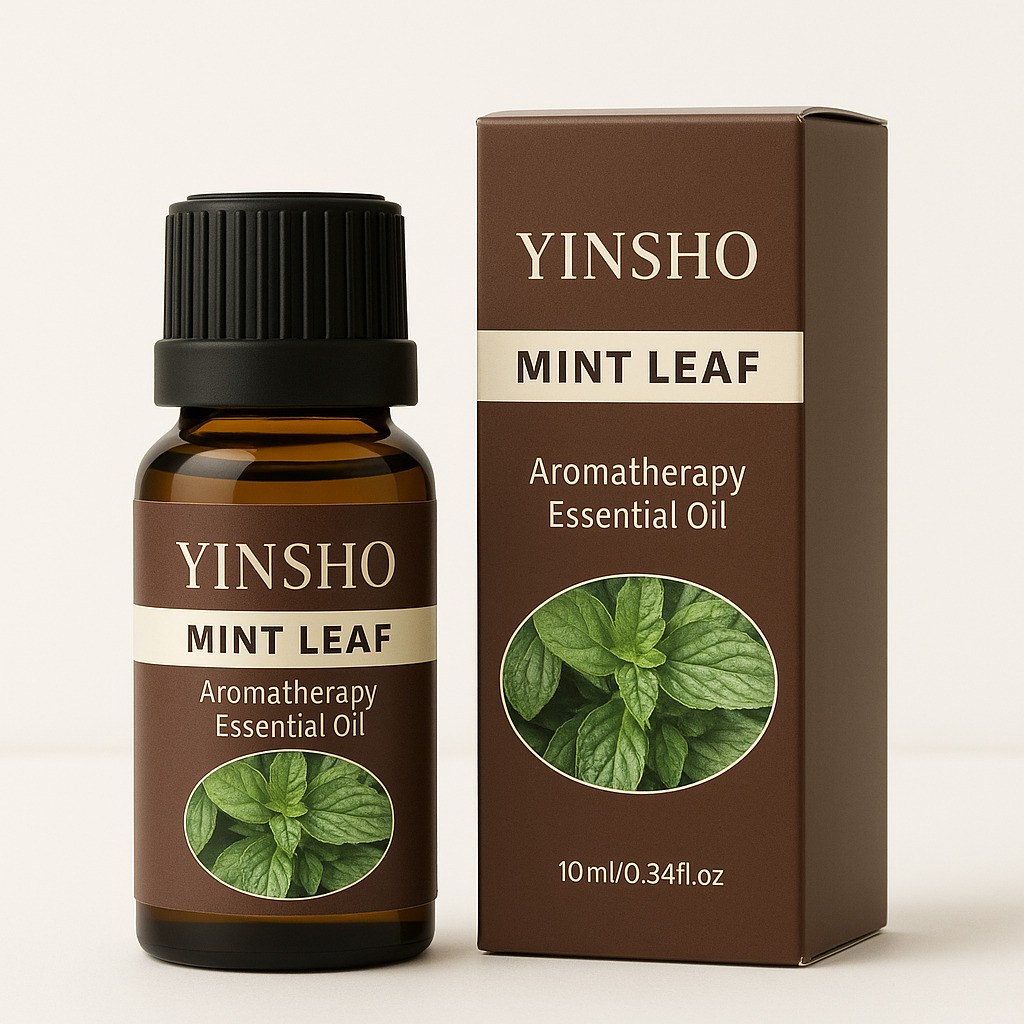 YINSHO
MINT LEAF
Aromatherapy
Essential Oil
YINSHO
MINT LEAF
Aromatherapy
Essential Oil
10ml/0.34fl.oz